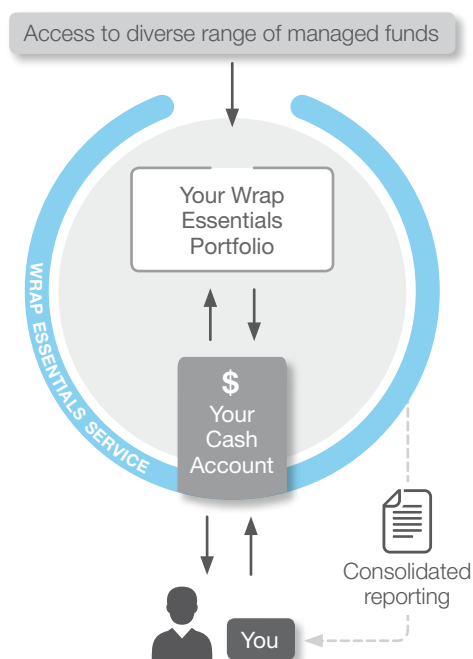 Access to diverse range of managed funds
Your Wrap
Essentials
Portfolio
WRAP ESSENTIALS SERVICE
$
Your
Cash
Account
Consolidated
reporting
You